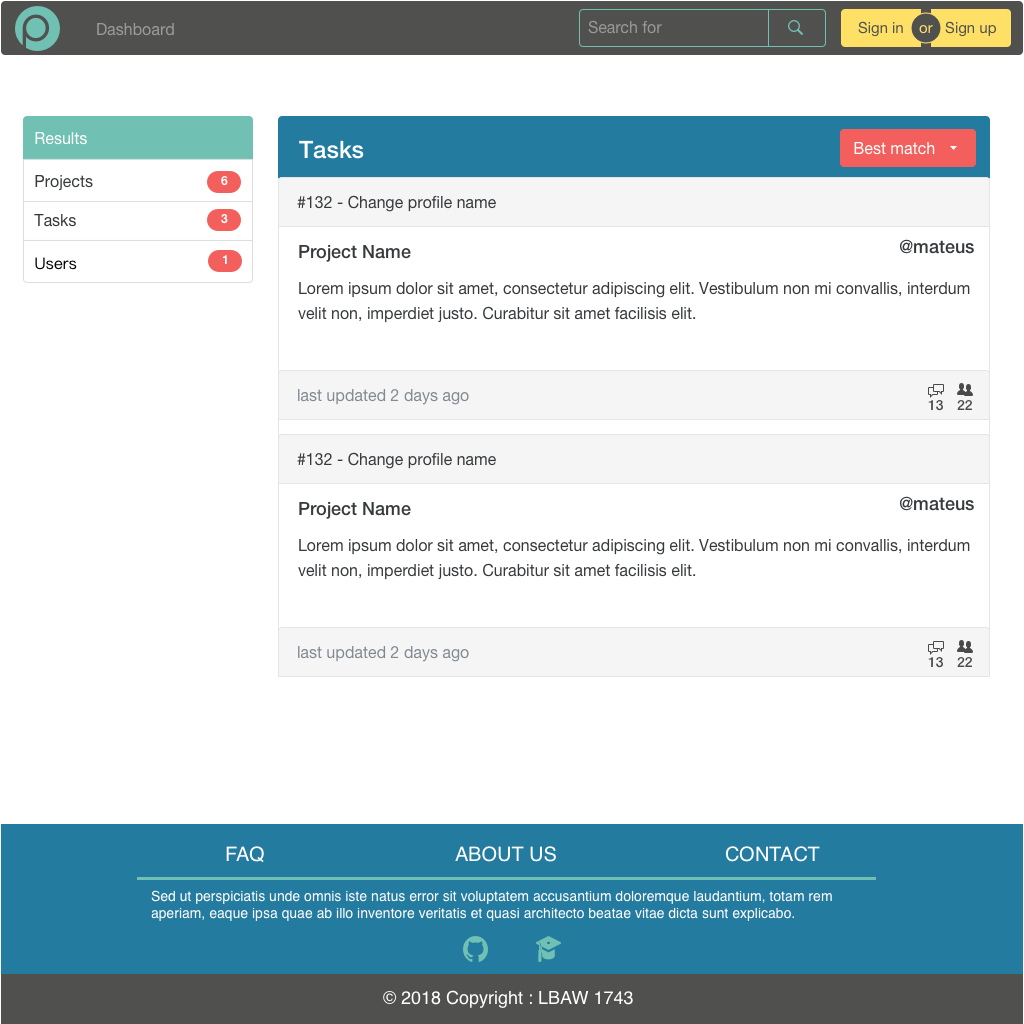 Dashboard
Search for
Sign in or Sign up
Results
Projects 6
Tasks 3
Users 1
Tasks
Best match
#132 - Change profile name
Project Name
@mateus
Lorem ipsum dolor sit amet, consectetur adipiscing elit. Vestibulum non mi convallis, interdum
velit non, imperdiet justo. Curabitur sit amet facilisis elit.
last updated 2 days ago
13 22
#132 - Change profile name
Project Name
@mateus
Lorem ipsum dolor sit amet, consectetur adipiscing elit. Vestibulum non mi convallis, interdum
velit non, imperdiet justo. Curabitur sit amet facilisis elit.
last updated 2 days ago
13 22
FAQ
ABOUT US
CONTACT
Sed ut perspiciatis unde omnis iste natus error sit voluptatem accusantium doloremque laudantium, totam rem
aperiam, eaque ipsa quae ab illo inventore veritatis et quasi architecto beatae vitae dicta sunt explicabo.
© 2018 Copyright : LBAW 1743